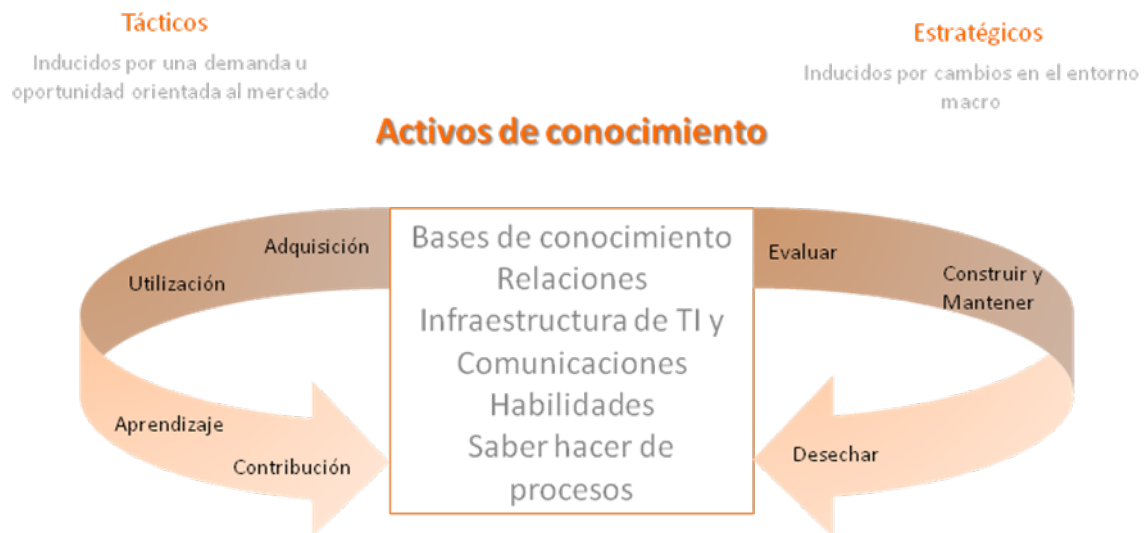 Tácticos
Inducidos por una demanda u
oportunidad orientada al mercado
Estratégicos
Inducidos por cambios en el entorno
macro
Activos de conocimiento
Adquisición
Utilización
Aprendizaje
Contribución
Bases de conocimiento
Relaciones
Infraestructura de TI y
Comunicaciones
Habilidades
Saber hacer de
procesos
Evaluar
Construir y
Mantener
Desechar